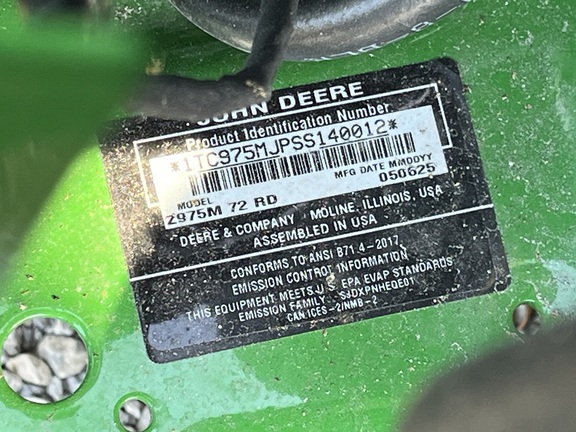 JOHN DEERE
Product Identification Number
*1TC975MJPSS140012*
MODEL
MFG DATE MMDDYY
Z975M 72 RD
050625
DEERE & COMPANY MOLINE, ILLINOIS, USA
ASSEMBLED IN USA
CONFORMS TO ANSI B71.4-2017
EMISSION CONTROL INFORMATION
THIS EQUIPMENT MEETS U.S. EPA EVAP STANDARDS
EMISSION FAMILY - SJDXPNHEQE01
CAN ICES-2/NMB-2